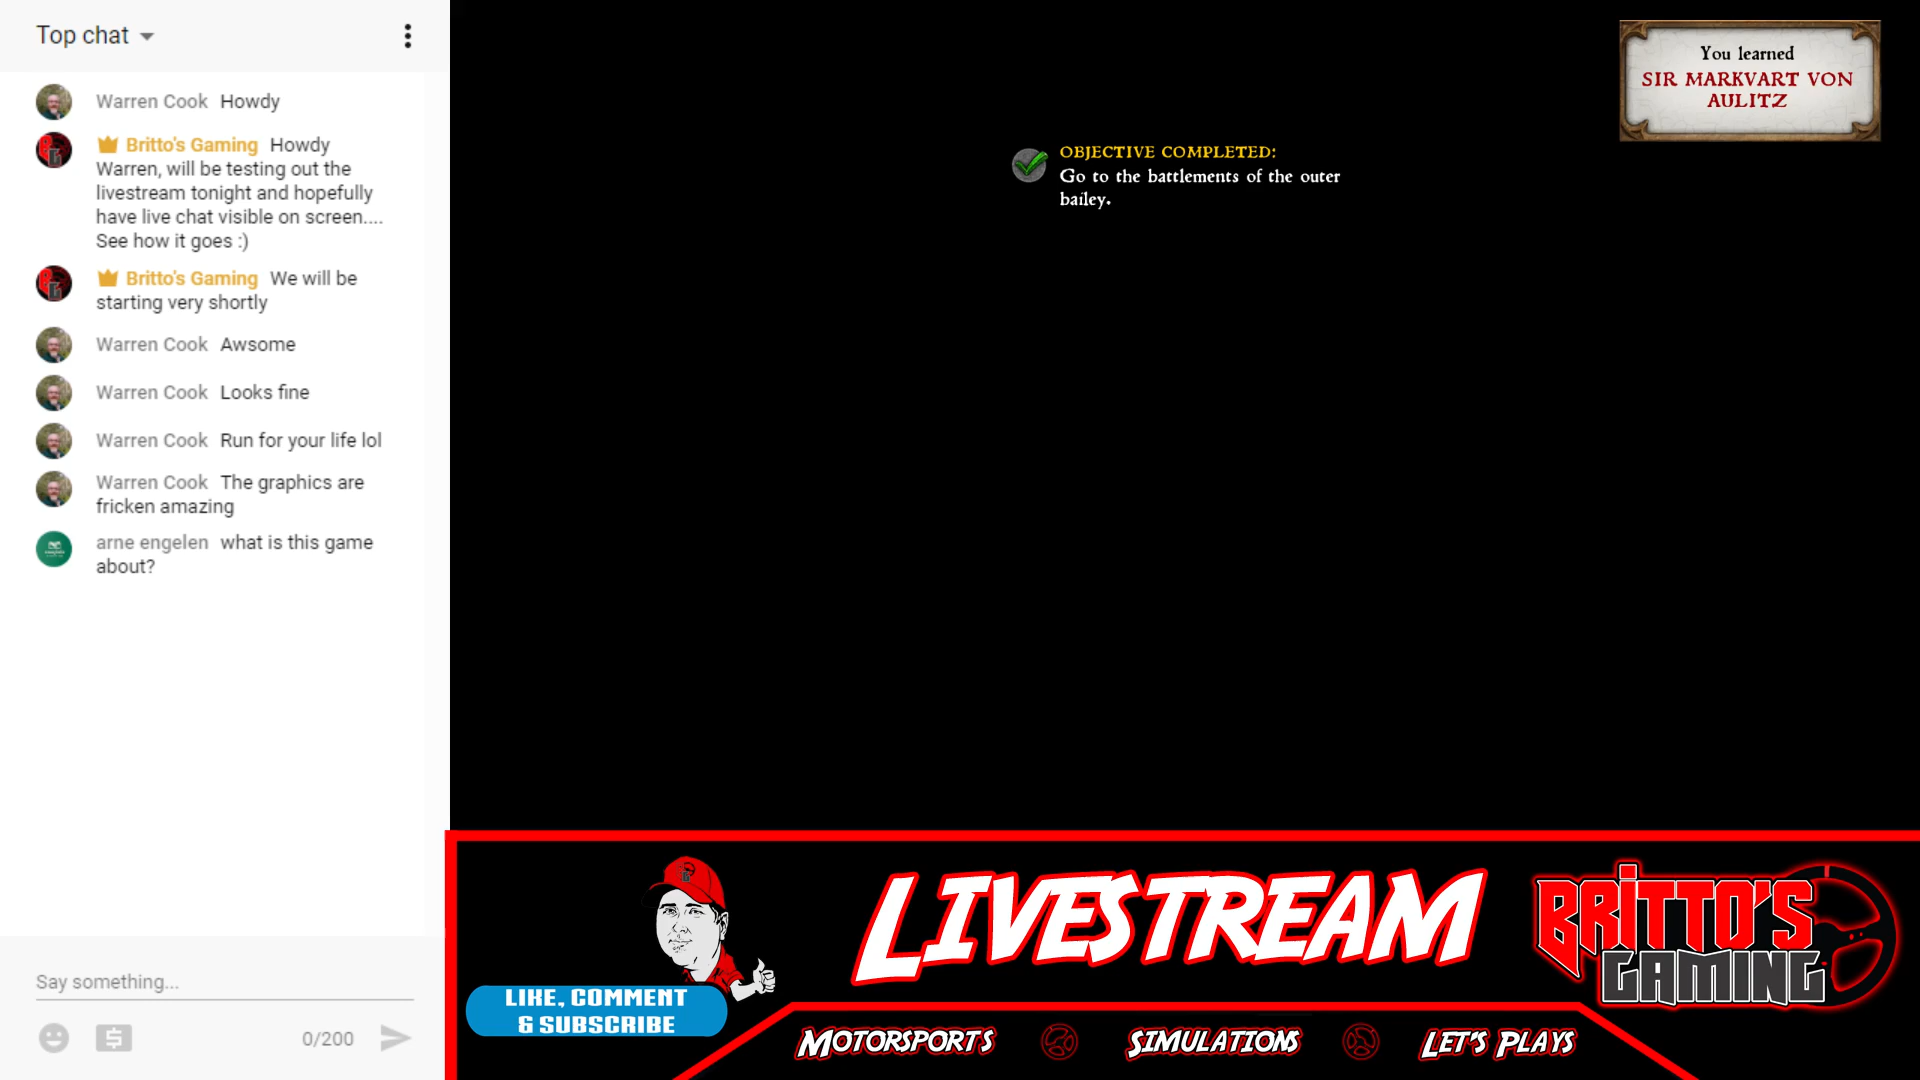 Top chat
Warren Cook Howdy
Britto's Gaming Howdy
Warren, will be testing out the
livestream tonight and hopefully
have live chat visible on screen....
See how it goes :)
Britto's Gaming We will be
starting very shortly
Warren Cook Awsome
Warren Cook Looks fine
Warren Cook Run for your life lol
Warren Cook The graphics are
fricken amazing
arne engelen what is this game
about?
Say something...
0/200
You learned
SIR MARKVART VON
AULITZ
OBJECTIVE COMPLETED:
Go to the battlements of the outer
bailey.
LIKE, COMMENT
& SUBSCRIBE
LIVESTREAM
BRITTO'S
GAMING
MOTORSPORTS
SIMULATIONS
LET'S PLAYS